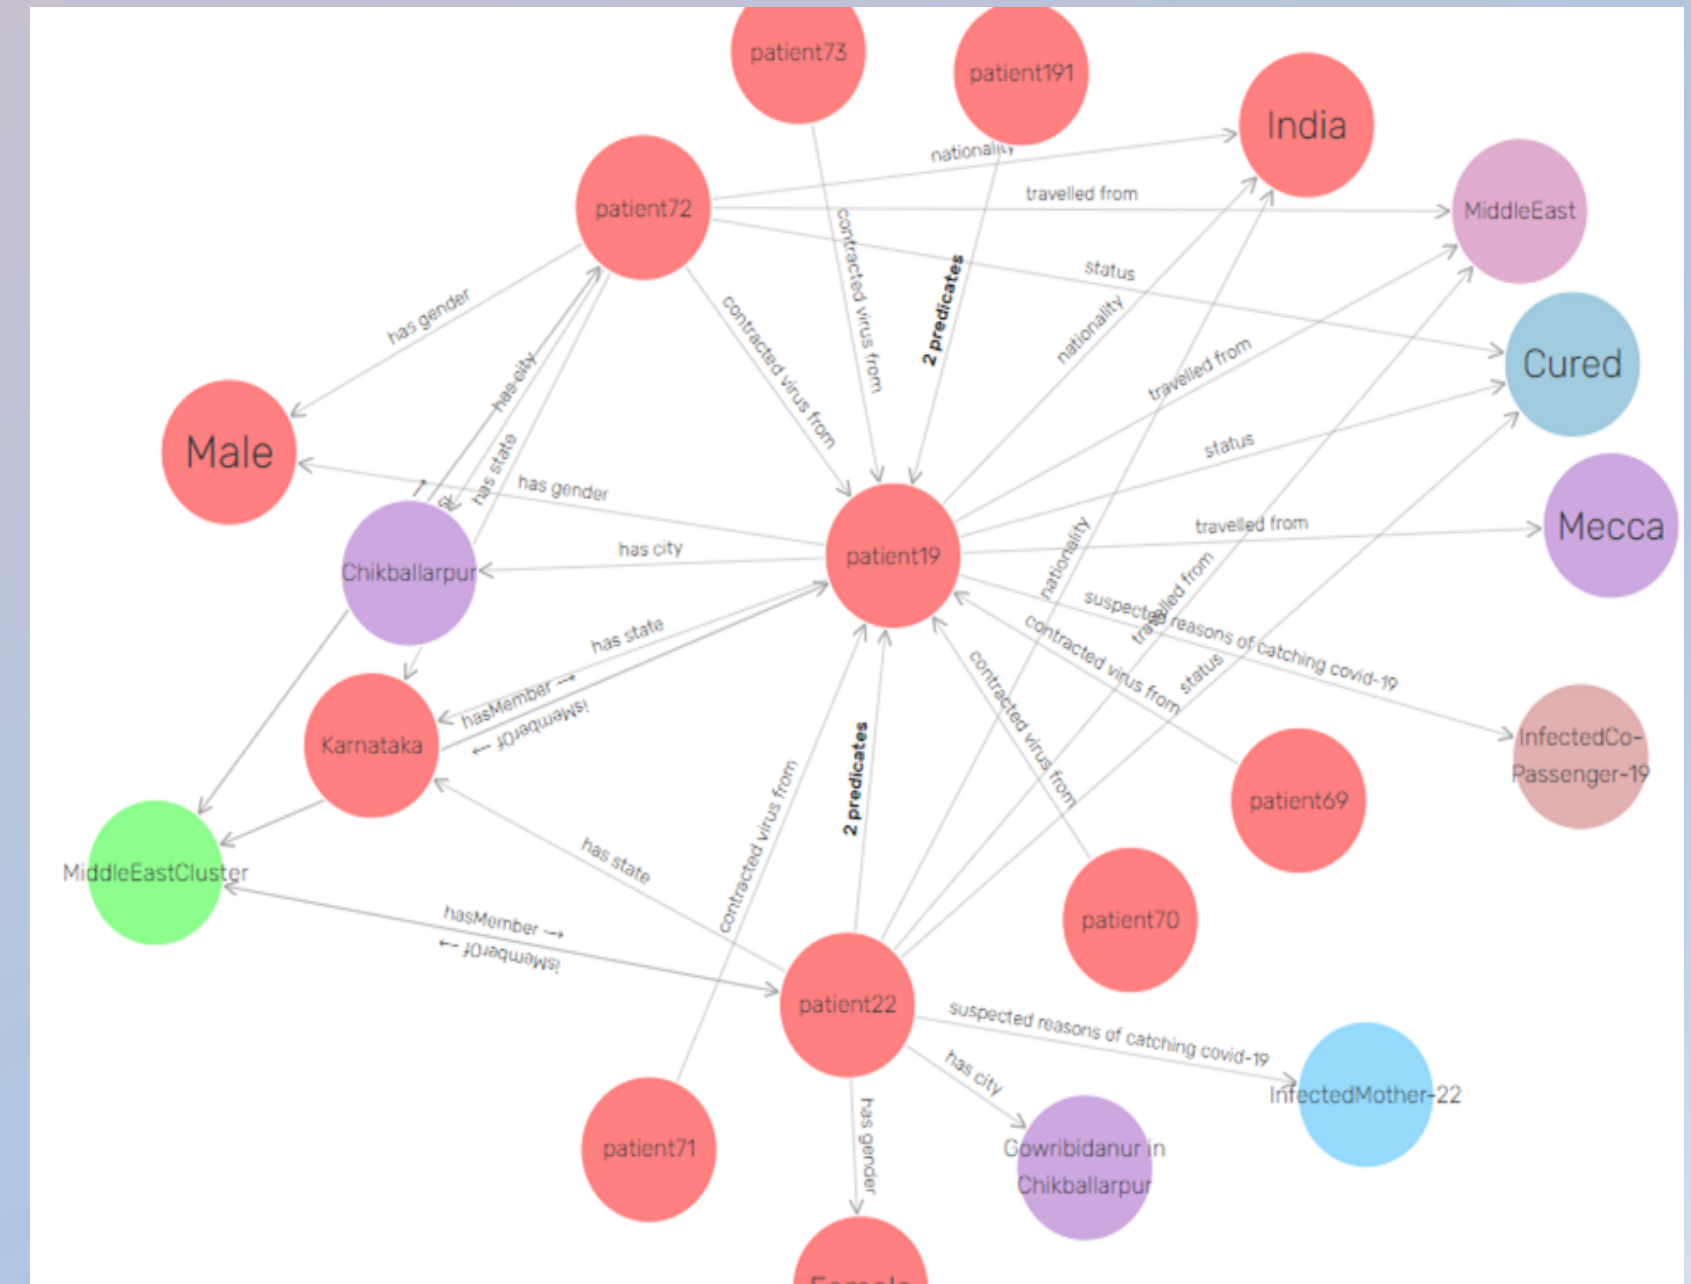 patient73
patient191
India
nationality
patient72
travelled from
MiddleEast
contracted virus from
status
2 predicates
has gender
contracted virus from
nationality
travelled from
Cured
has city
Male
has state
status
has gender
Mecca
travelled from
has city
patient19
Chikballarpur
nationality
travelled from
suspected reasons of catching covid-19
has state
contracted virus from
status
hasMember →
isMemberOf →
contracted virus from
Karnataka
InfectedCo-
Passenger-19
2 predicates
contracted virus from
patient69
has state
MiddleEastCluster
hasMember →
isMemberOf →
patient70
patient22
suspected reasons of catching covid-19
has city
InfectedMother-22
patient71
has gender
Gowribidanur in
Chikballarpur
Female